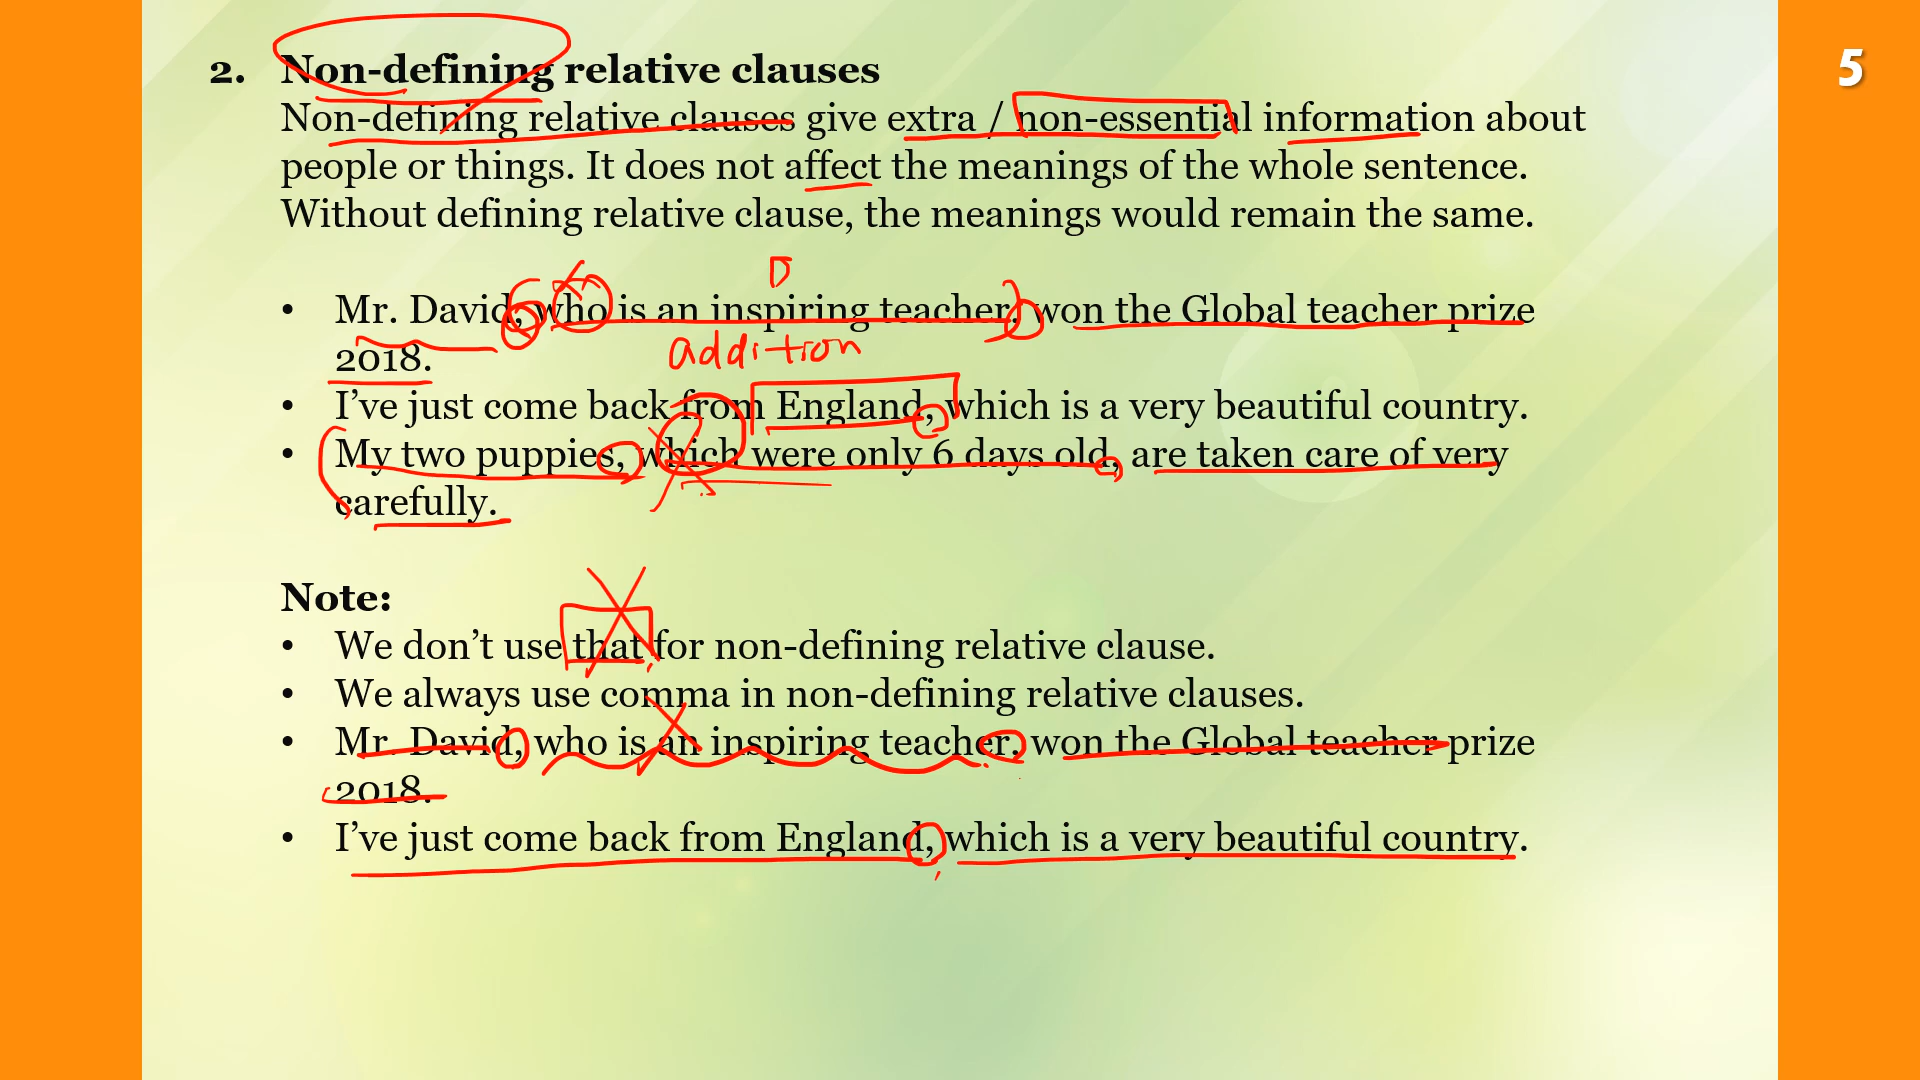 5
2. Non-defining relative clauses
Non-defining relative clauses give extra / non-essential information about
people or things. It does not affect the meanings of the whole sentence.
Without defining relative clause, the meanings would remain the same.
D
• Mr. David, who is an inspiring teacher, won the Global teacher prize
addition
2018.
• I’ve just come back from England, which is a very beautiful country.
• My two puppies, which were only 6 days old, are taken care of very
carefully.
Note:
• We don’t use that for non-defining relative clause.
• We always use comma in non-defining relative clauses.
• Mr. David, who is an inspiring teacher, won the Global teacher prize
2018.
• I’ve just come back from England, which is a very beautiful country.